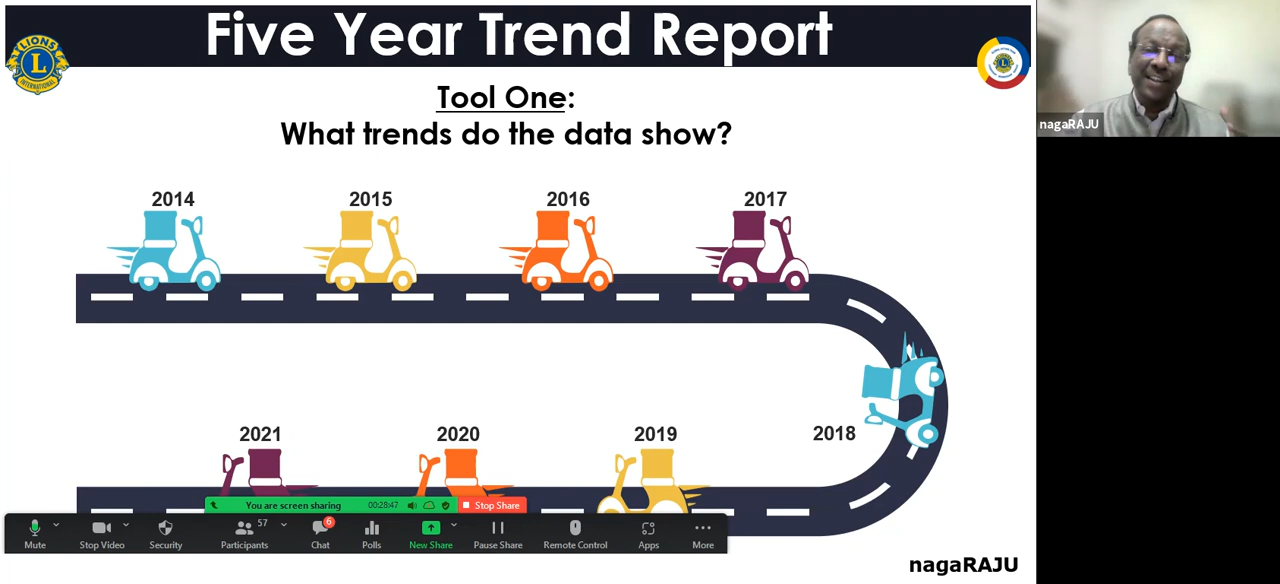 Five Year Trend Report
LIONS
L
INTERNATIONAL
Tool One:
What trends do the data show?
nagaRAJU
2014
2015
2016
2017
2018
2021
2020
2019
You are screen sharing
00:28:47
Stop Share
57
6
Mute
Stop Video
Security
Participants
Chat
Polls
New Share
Pause Share
Remote Control
Apps
More
nagaRAJU